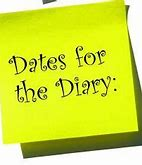 Dates for
the Diary: